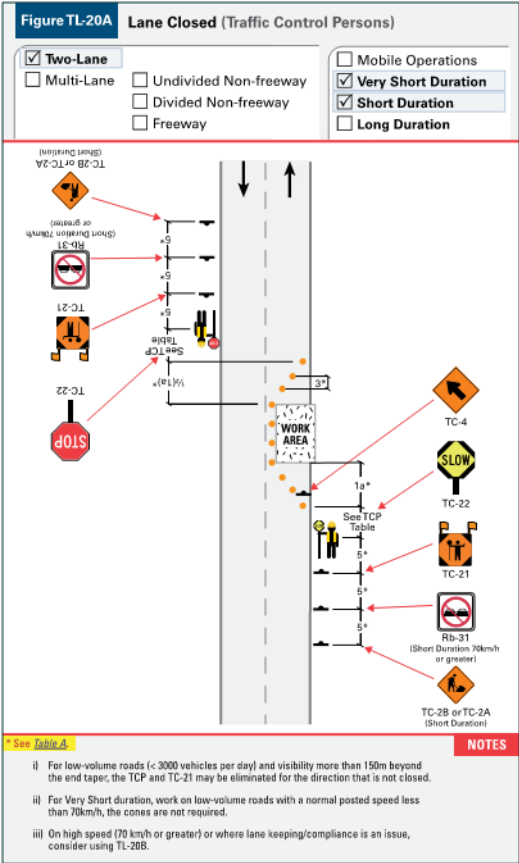 Figure TL-20A
Lane Closed (Traffic Control Persons)
Two-Lane
Multi-Lane
Undivided Non-freeway
Divided Non-freeway
Freeway
Mobile Operations
Very Short Duration
Short Duration
Long Duration
TC-2B or TC-2A
(Short Duration)
Rb-31
(Short Duration 70km/h
or greater)
TC-21
TC-22
STOP
5*
5*
5*
See TCP
Table
½(1a)*
3*
WORK
AREA
TC-4
SLOW
TC-22
1a*
See TCP
Table
5*
TC-21
5*
Rb-31
(Short Duration 70km/h
or greater)
5*
TC-2B or TC-2A
(Short Duration)
* See Table A.
NOTES
i) For low-volume roads (< 3000 vehicles per day) and visibility more than 150m beyond
the end taper, the TCP and TC-21 may be eliminated for the direction that is not closed.
ii) For Very Short duration, work on low-volume roads with a normal posted speed less
than 70km/h, the cones are not required.
iii) On high speed (70 km/h or greater) or where lane keeping/compliance is an issue,
consider using TL-20B.